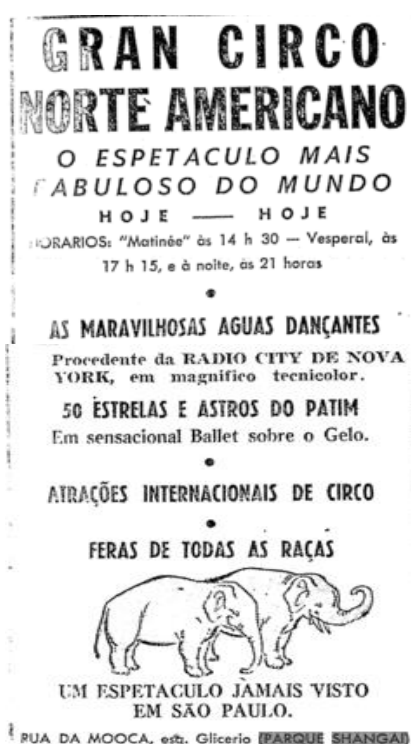 GRAN CIRCO
NORTE AMERICANO
O ESPETACULO MAIS
FABULOSO DO MUNDO
HOJE — HOJE
HORARIOS: "Matinée" às 14 h 30 — Vesperal, às
17 h 15, e à noite, às 21 horas
•
AS MARAVILHOSAS AGUAS DANÇANTES
Procedente da RADIO CITY DE NOVA
YORK, em magnifico tecnicolor.
50 ESTRELAS E ASTROS DO PATIM
Em sensacional Ballet sobre o Gelo.
•
ATRAÇÕES INTERNACIONAIS DE CIRCO
•
FERAS DE TODAS AS RAÇAS
UM ESPETACULO JAMAIS VISTO
EM SÃO PAULO.
RUA DA MOOCA, esq. Glicerio (PARQUE SHANGAI)